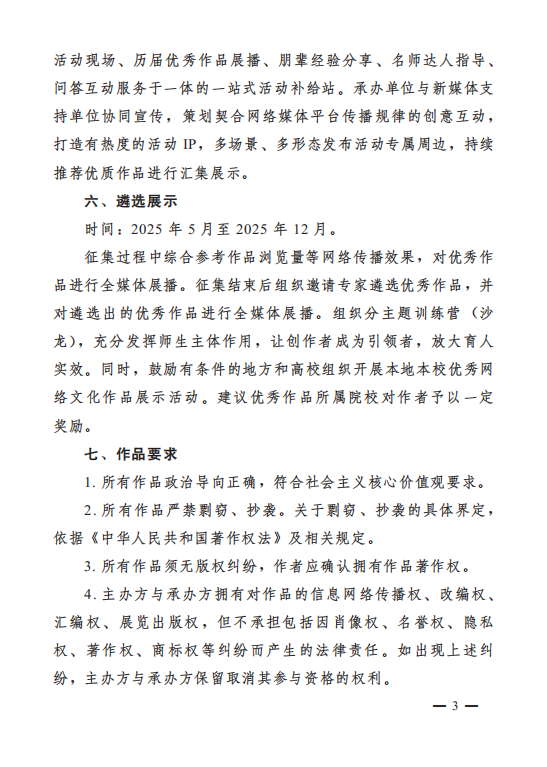 活动现场、历届优秀作品展播、朋辈经验分享、名师达人指导、
问答互动服务于一体的一站式活动补给站。承办单位与新媒体支
持单位协同宣传，策划契合网络媒体平台传播规律的创意互动，
打造有热度的活动 IP，多场景、多形态发布活动专属周边，持续
推荐优质作品进行汇集展示。
六、遴选展示
时间：2025 年 5 月至 2025 年 12 月。
征集过程中综合参考作品浏览量等网络传播效果，对优秀作
品进行全媒体展播。征集结束后组织邀请专家遴选优秀作品，并
对遴选出的优秀作品进行全媒体展播。组织分主题训练营（沙
龙），充分发挥师生主体作用，让创作者成为引领者，放大育人
实效。同时，鼓励有条件的地方和高校组织开展本地本校优秀网
络文化作品展示活动。建议优秀作品所属院校对作者予以一定
奖励。
七、作品要求
1. 所有作品政治导向正确，符合社会主义核心价值观要求。
2. 所有作品严禁剽窃、抄袭。关于剽窃、抄袭的具体界定，
依据《中华人民共和国著作权法》及相关规定。
3. 所有作品须无版权纠纷，作者应确认拥有作品著作权。
4. 主办方与承办方拥有对作品的信息网络传播权、改编权、
汇编权、展览出版权，但不承担包括因肖像权、名誉权、隐私
权、著作权、商标权等纠纷而产生的法律责任。如出现上述纠
纷，主办方与承办方保留取消其参与资格的权利。
— 3 —